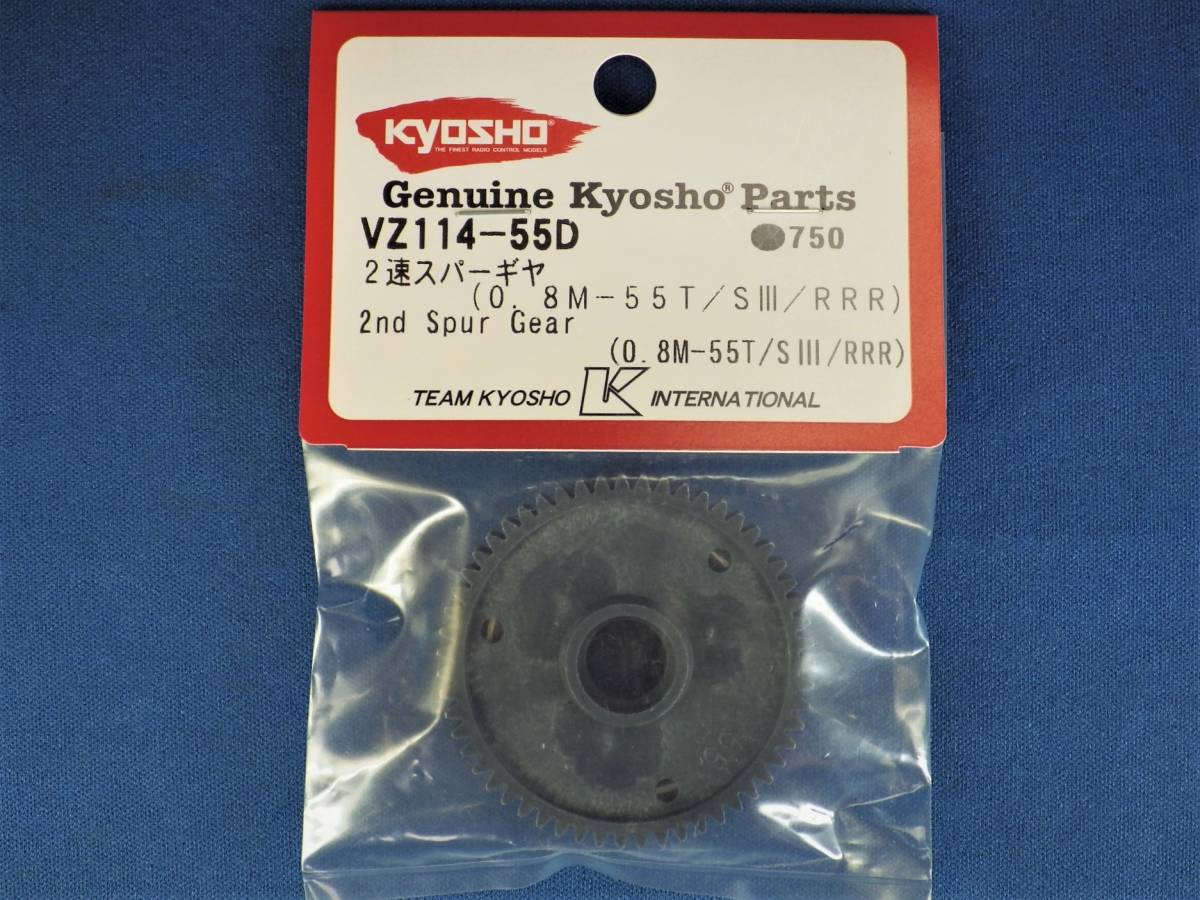 KYOSHO®
THE FINEST RADIO CONTROL MODELS
Genuine Kyosho® Parts
VZ114-55D ●750
2速スパーギヤ
(0.8M-55T/SⅢ/RRR)
2nd Spur Gear
(0.8M-55T/SⅢ/RRR)
TEAM KYOSHO K INTERNATIONAL
55